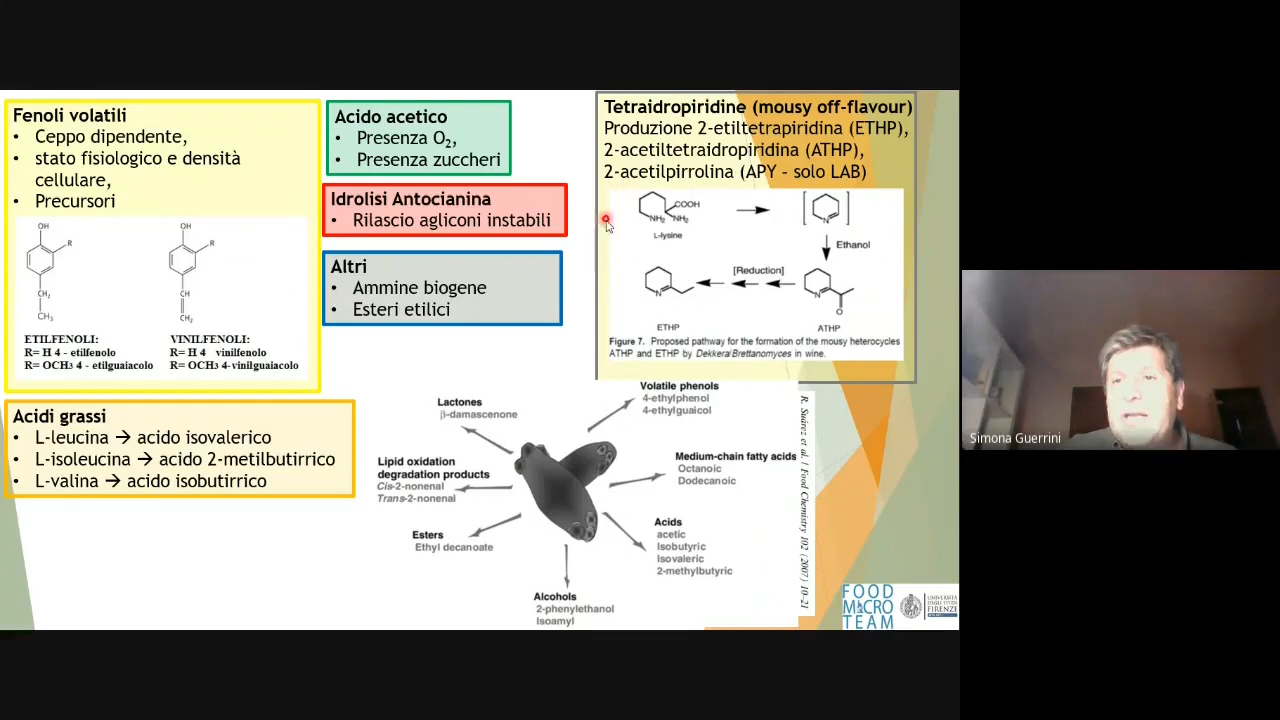 Fenoli volatili
• Ceppo dipendente,
• stato fisiologico e densità
cellulare,
• Precursori
OH
R
CH₂
CH₃
OH
R
CH
CH₂
ETILFENOLI:
R= H 4 - etilfenolo
R= OCH3 4 - etilguaiacolo
VINILFENOLI:
R= H 4 vinilfenolo
R= OCH3 4-vinilguaiacolo
Acido acetico
• Presenza O₂,
• Presenza zuccheri
Idrolisi Antocianina
• Rilascio agliconi instabili
Altri
• Ammine biogene
• Esteri etilici
Tetraidropiridine (mousy off-flavour)
Produzione 2-etiltetrapiridina (ETHP),
2-acetiltetraidropiridina (ATHP),
2-acetilpirrolina (APY – solo LAB)
COOH
NH₂ NH₂
L-lysine
N
Ethanol
[Reduction]
N
N
O
ETHP
ATHP
Figure 7. Proposed pathway for the formation of the mousy heterocycles
ATHP and ETHP by Dekkera/Brettanomyces in wine.
Acidi grassi
• L-leucina → acido isovalerico
• L-isoleucina → acido 2-metilbutirrico
• L-valina → acido isobutirrico
Lactones
β-damascenone
Lipid oxidation
degradation products
Cis-2-nonenal
Trans-2-nonenal
Esters
Ethyl decanoate
Alcohols
2-phenylethanol
Isoamyl
Volatile phenols
4-ethylphenol
4-ethylguaicol
Medium-chain fatty acids
Octanoic
Dodecanoic
Acids
acetic
Isobutyric
Isovaleric
2-methylbutyric
R. Suárez et al. / Food Chemistry 102 (2007) 10–21
FOOD
MICRO
TEAM
UNIVERSITÀ
DEGLI STUDI
FIRENZE
Simona Guerrini